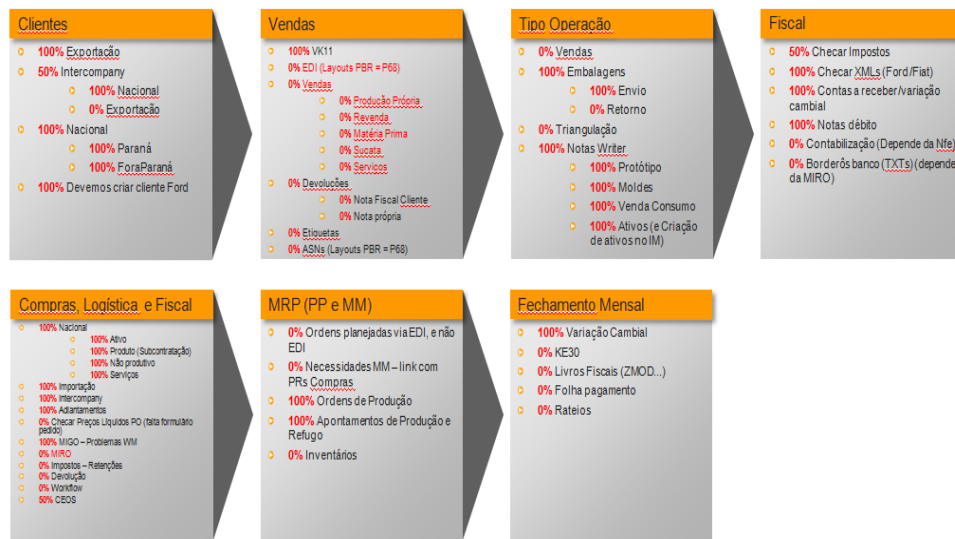 Clientes
100% Exportação
50% Intercompany
100% Nacional
0% Exportação
100% Nacional
100% Paraná
100% ForaParaná
100% Devemos criar cliente Ford
Vendas
100% VK11
0% EDI (Layouts PBR = P68)
0% Vendas
0% Produção Própria
0% Revenda
0% Matéria Prima
0% Sucata
0% Serviços
0% Devoluções
0% Nota Fiscal Cliente
0% Nota própria
0% Etiquetas
0% ASNs (Layouts PBR = P68)
Tipo Operação
0% Vendas
100% Embalagens
100% Envio
0% Retorno
0% Triangulação
100% Notas Writer
100% Protótipo
100% Moldes
100% Venda Consumo
100% Ativos (e Criação
de ativos no IM)
Fiscal
50% Checar Impostos
100% Checar XMLs (Ford/Fiat)
100% Contas a receber/variação
cambial
100% Notas débito
0% Contabilização (Depende da Nfe)
0% Borderôs banco (TXTs) (depende
da MIRO)
Compras, Logística, e Fiscal
100% Nacional
100% Ativo
100% Produto (Subcontratação)
100% Não produtivo
100% Serviços
100% Importação
100% Intercompany
100% Adiantamentos
0% Checar Preços Líquidos PO (falta formulário
pedido)
100% MIGO – Problemas WM
0% MIRO
0% Impostos – Retenções
0% Devolução
0% Workflow
50% CEOS
MRP (PP e MM)
0% Ordens planejadas via EDI, e não
EDI
0% Necessidades MM – link com
PRs Compras
100% Ordens de Produção
100% Apontamentos de Produção e
Refugo
0% Inventários
Fechamento Mensal
100% Variação Cambial
0% KE30
0% Livros Fiscais (ZMOD...)
0% Folha pagamento
0% Rateios